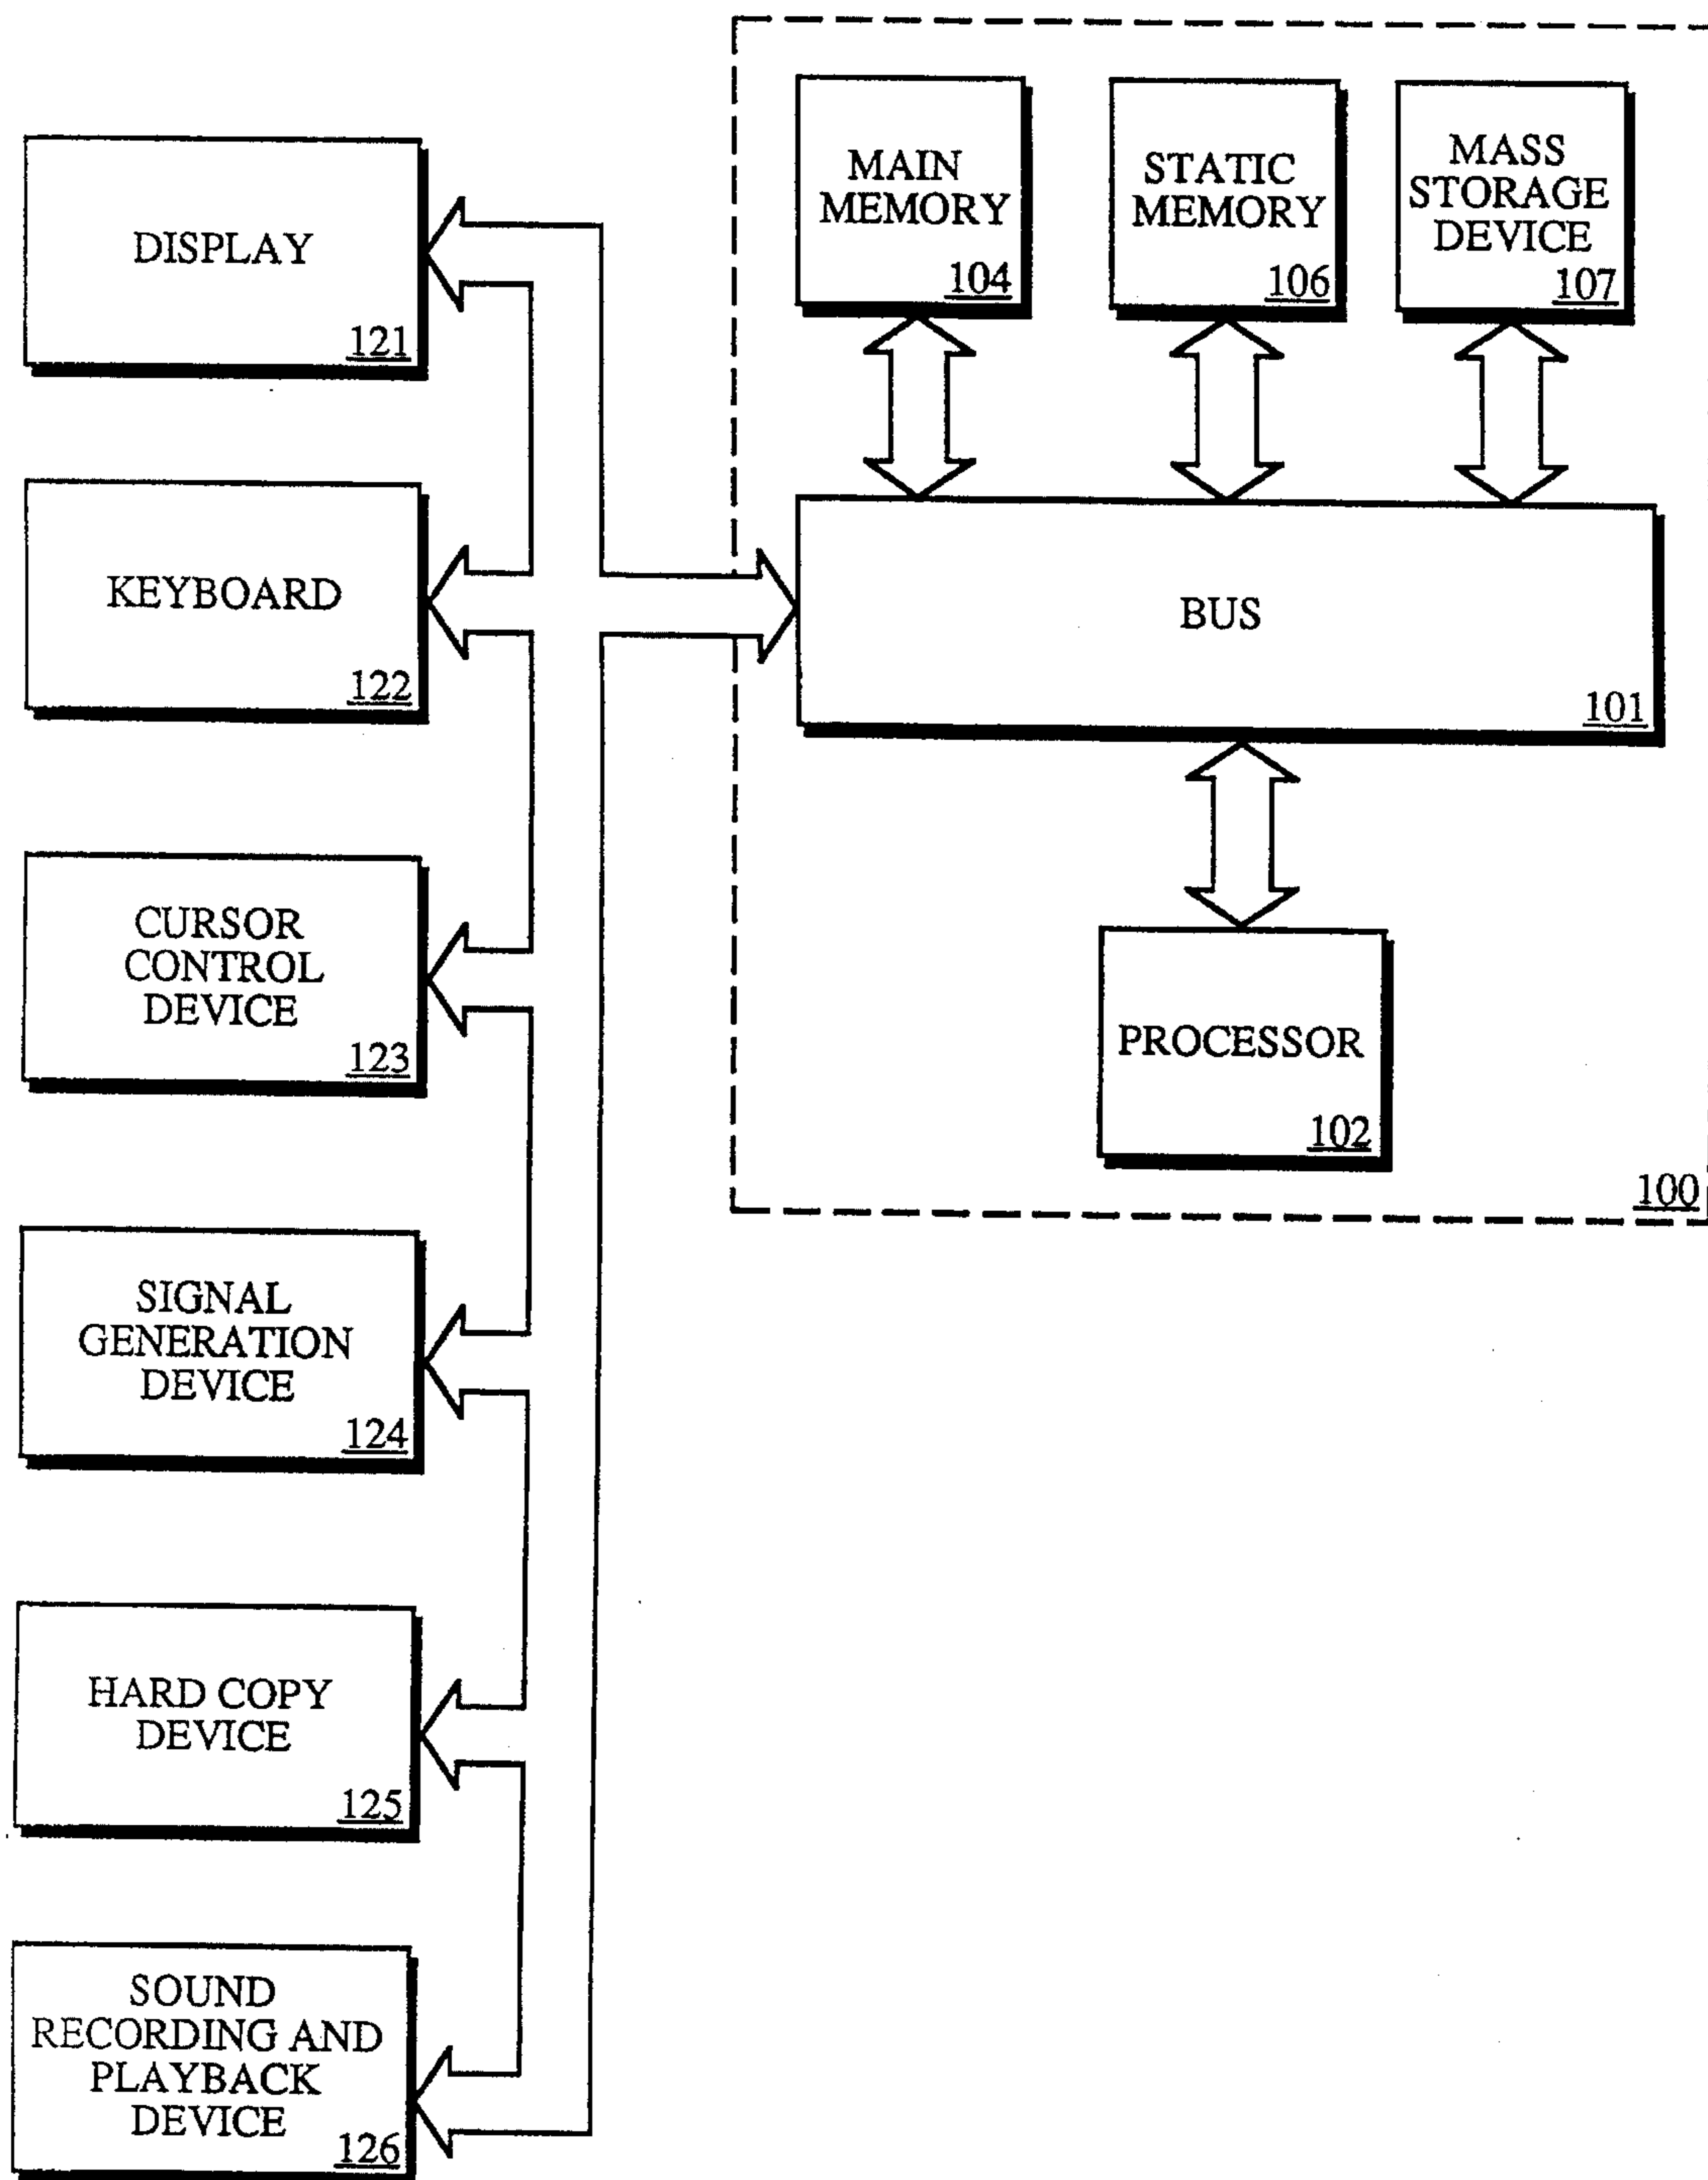 DISPLAY
121
KEYBOARD
122
CURSOR
CONTROL
DEVICE
123
SIGNAL
GENERATION
DEVICE
124
HARD COPY
DEVICE
125
SOUND
RECORDING AND
PLAYBACK
DEVICE
126
MAIN
MEMORY
104
STATIC
MEMORY
106
MASS
STORAGE
DEVICE
107
BUS
101
PROCESSOR
102
100